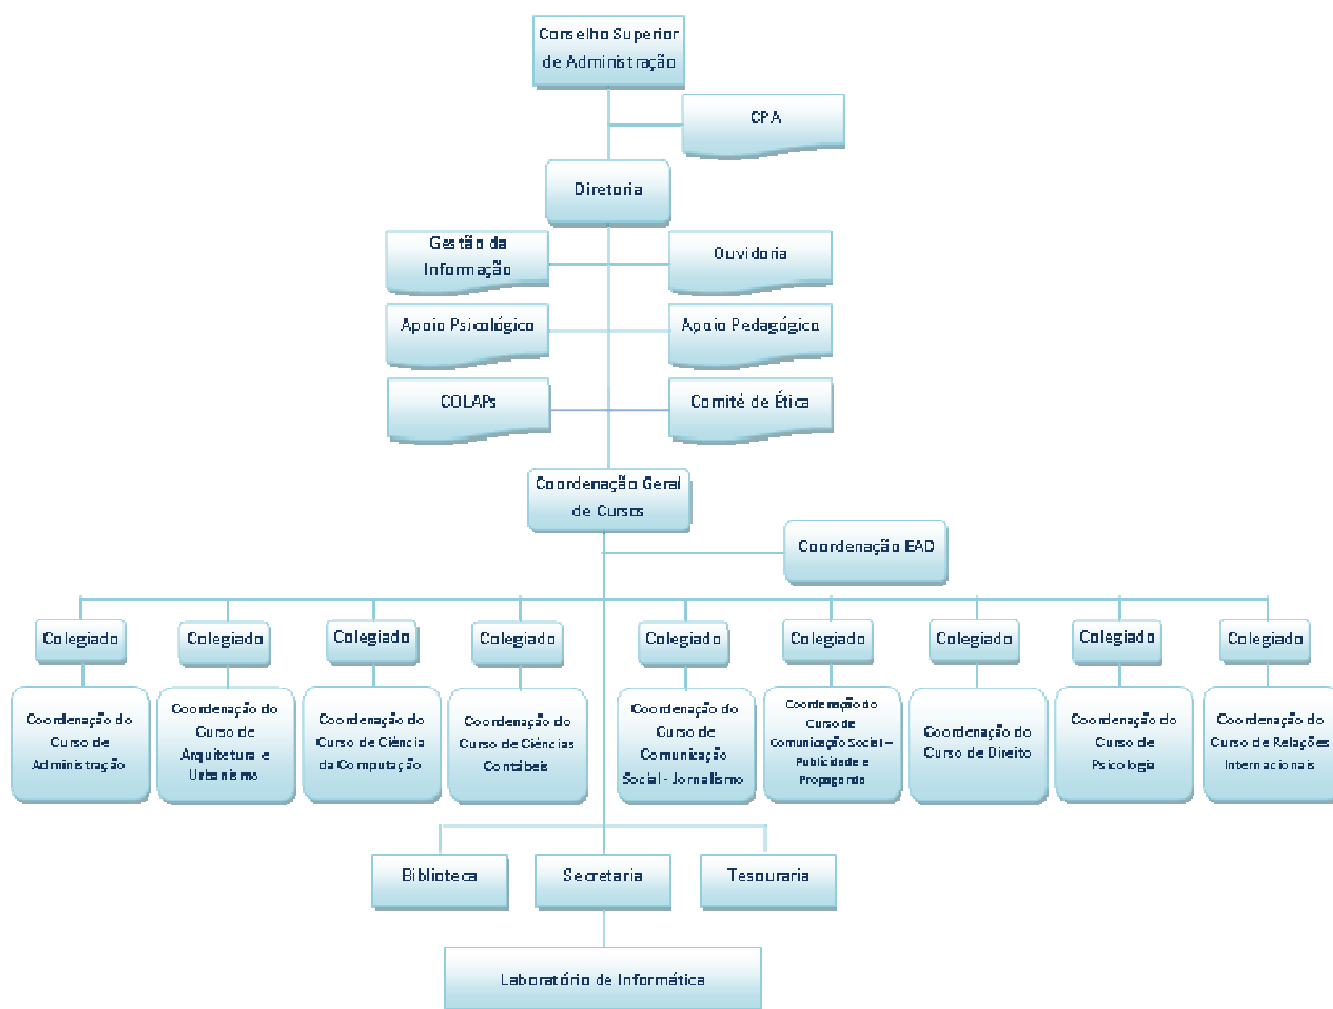 Conselho Superior
de Administração
CPA
Diretoria
Gestão da
Informação
Ouvidoria
Apoio Psicológico
Apoio Pedagógico
COLAPs
Comitê de Ética
Coordenação Geral
de Cursos
Coordenação EAD
Colegiado
Colegiado
Colegiado
Colegiado
Colegiado
Colegiado
Colegiado
Colegiado
Colegiado
Coordenação do
Curso de
Administração
Coordenação do
Curso de
Arquitetura e
Urbanismo
Coordenação do
Curso de Ciência
da Computação
Coordenação do
Curso de Ciências
Contábeis
Coordenação do
Curso de
Comunicação
Social - Jornalismo
Coordenação do
Curso de
Comunicação Social –
Publicidade e
Propaganda
Coordenação do
Curso de Direito
Coordenação do
Curso de
Psicologia
Coordenação do
Curso de Relações
Internacionais
Biblioteca
Secretaria
Tesouraria
Laboratório de Informática